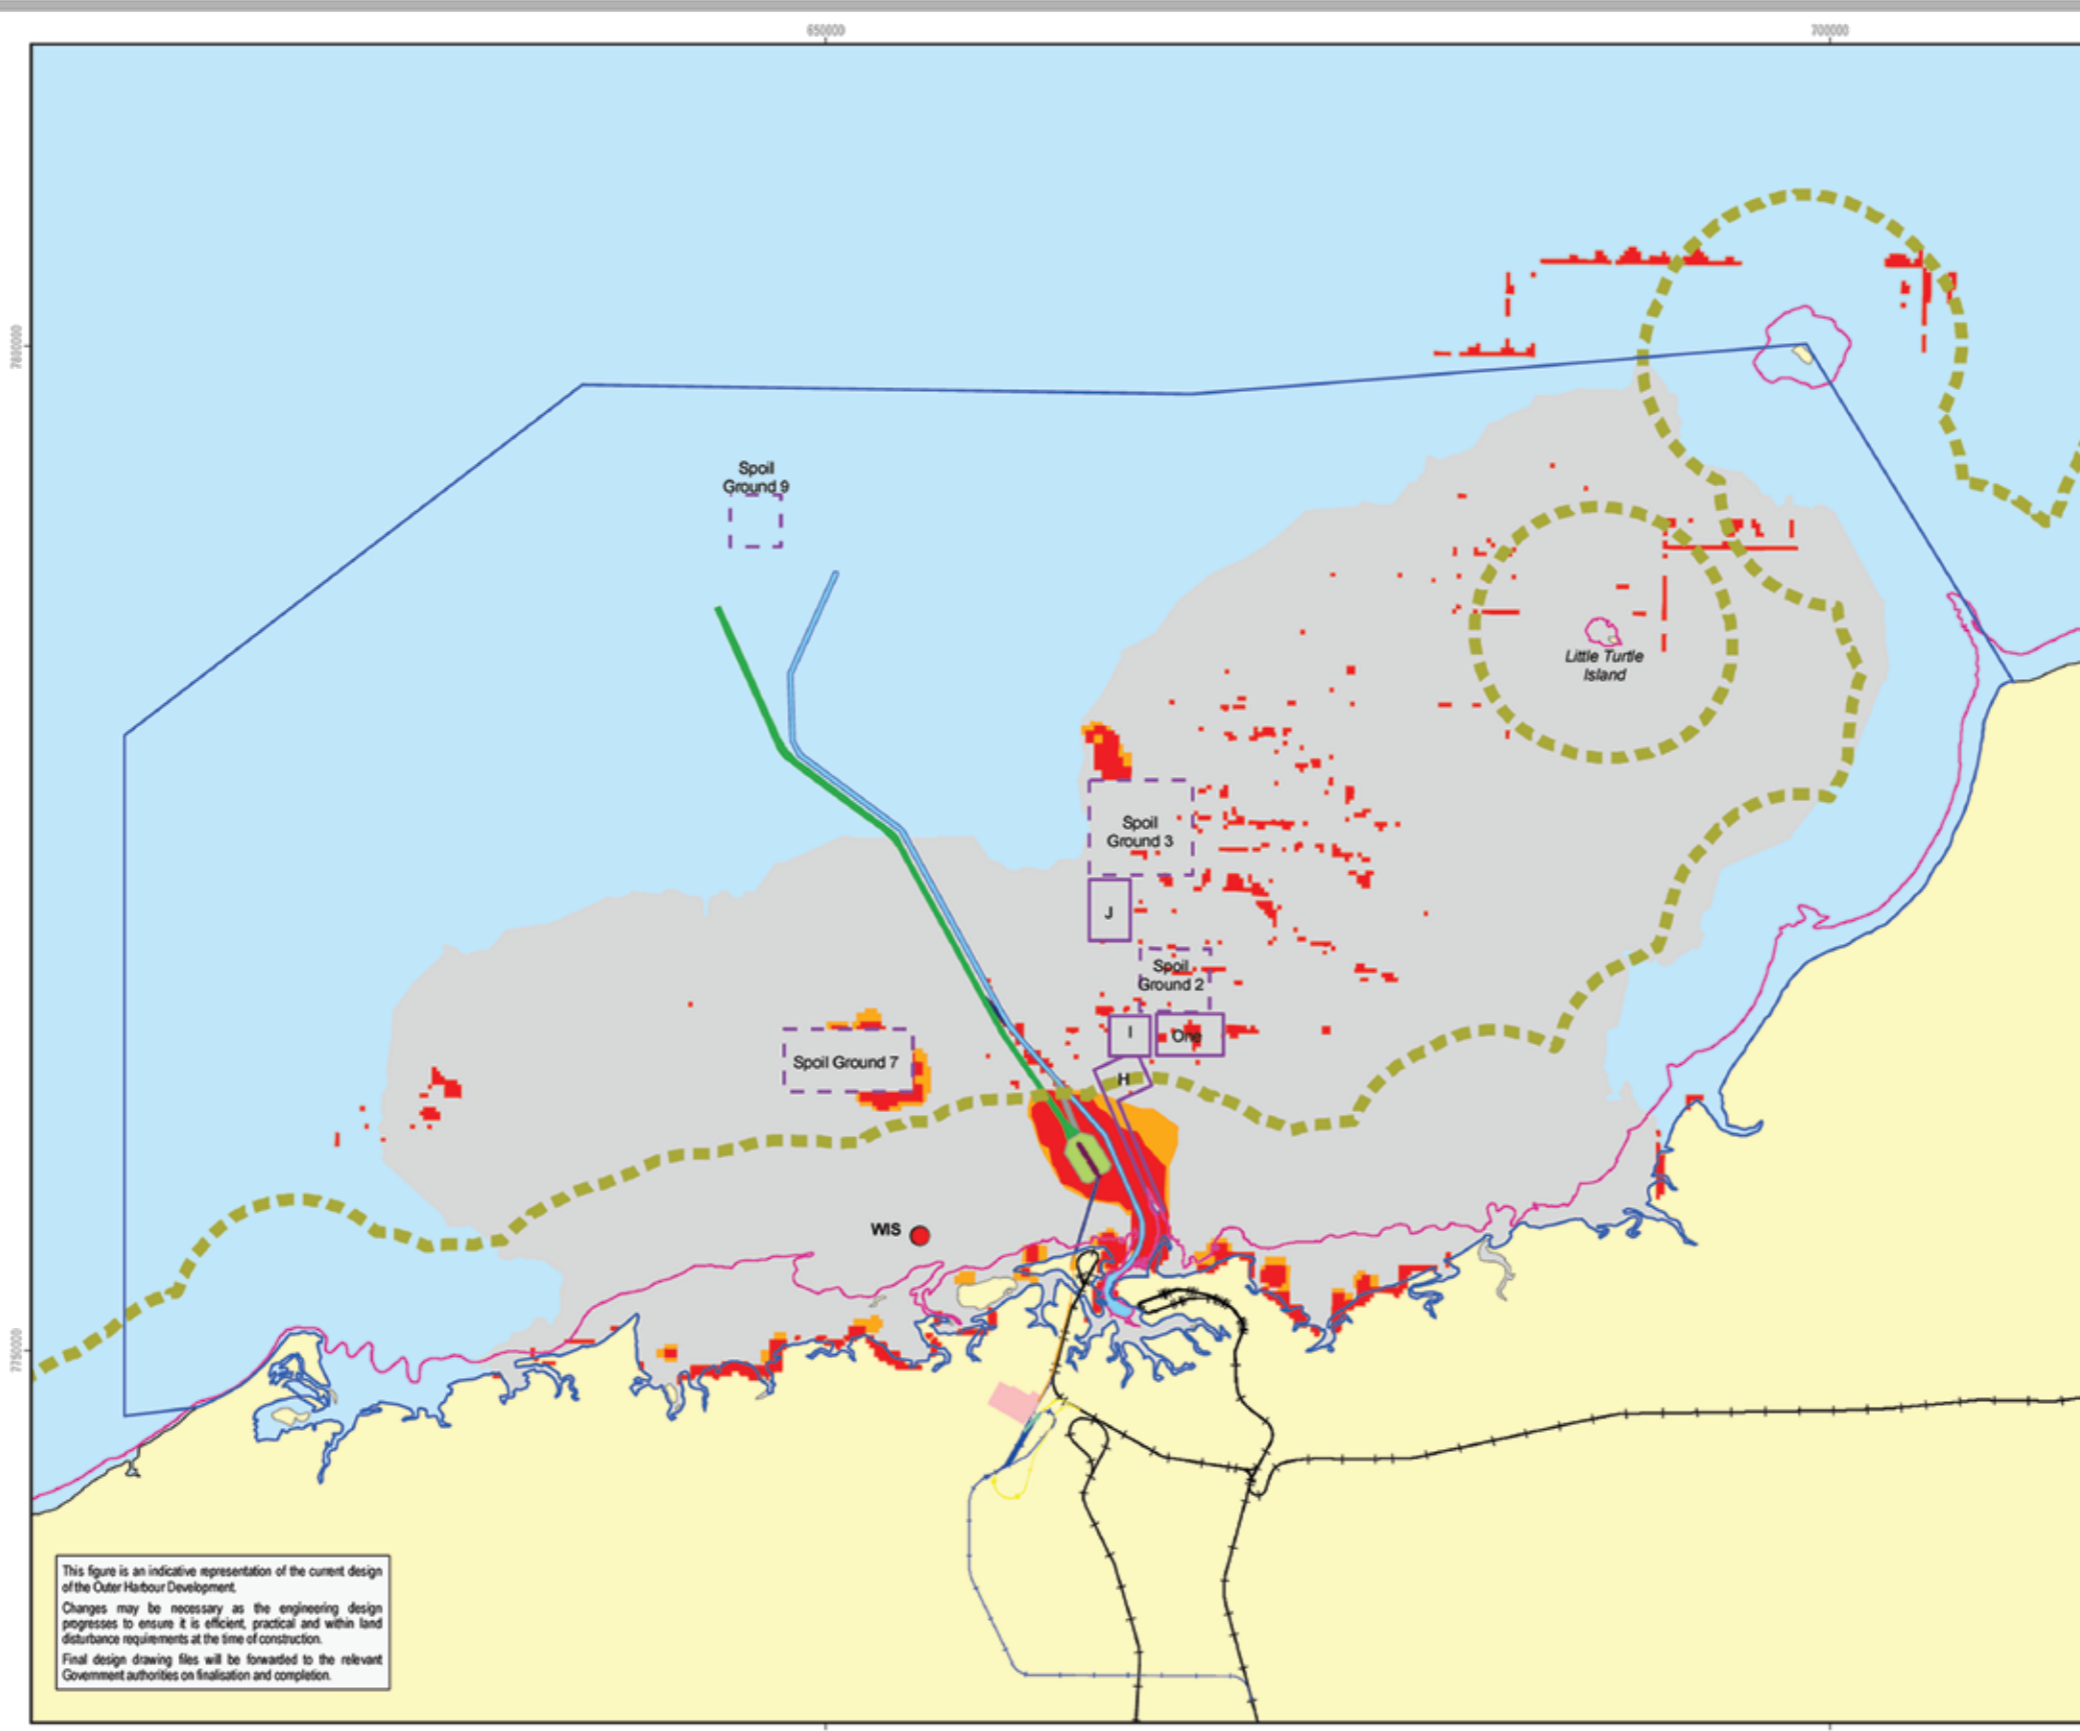 650000
700000
7800000
Spoil
Ground 9
Little Turtle
Island
Spoil
Ground 3
J
Spoil
Ground 2
I
One
Spoil Ground 7
H
WIS
7750000
This figure is an indicative representation of the current design
of the Outer Harbour Development.
Changes may be necessary as the engineering design
progresses to ensure it is efficient, practical and within land
disturbance requirements at the time of construction.
Final design drawing files will be forwarded to the relevant
Government authorities on finalisation and completion.